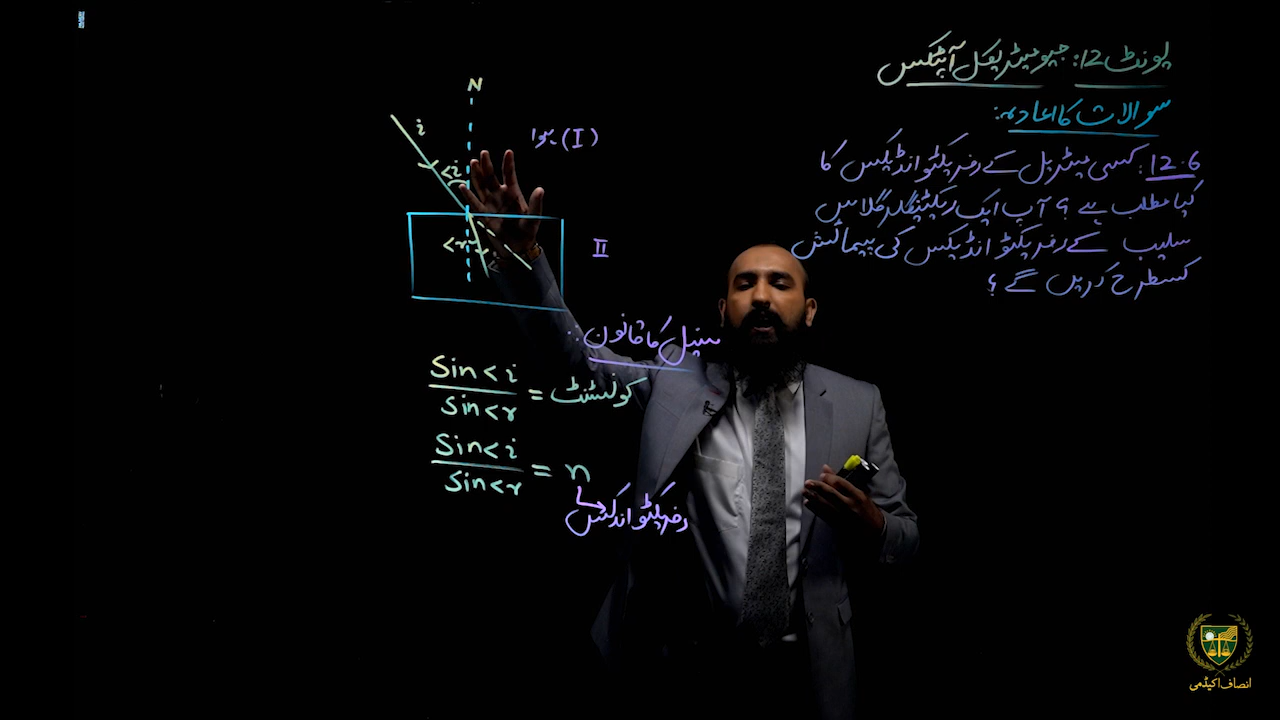 یونٹ 12: جیومیٹریکل آپٹکس
سوالات کا اعادہ:
12.6: کسی میٹریل کے رفریکٹو انڈیکس کا
کیا مطلب ہے؟ آپ ایک ریکٹینگلر گلاس
سلیب کے رفریکٹو انڈیکس کی پیمائش
کسطرح کریں گے؟
N
i
<i
ہوا (I)
<r
II
سنیل کا قانون:
Sin<i
Sin<r
= کونسٹنٹ
Sin<i
Sin<r
= n
رفریکٹو انڈکس
انصاف اکیڈمی